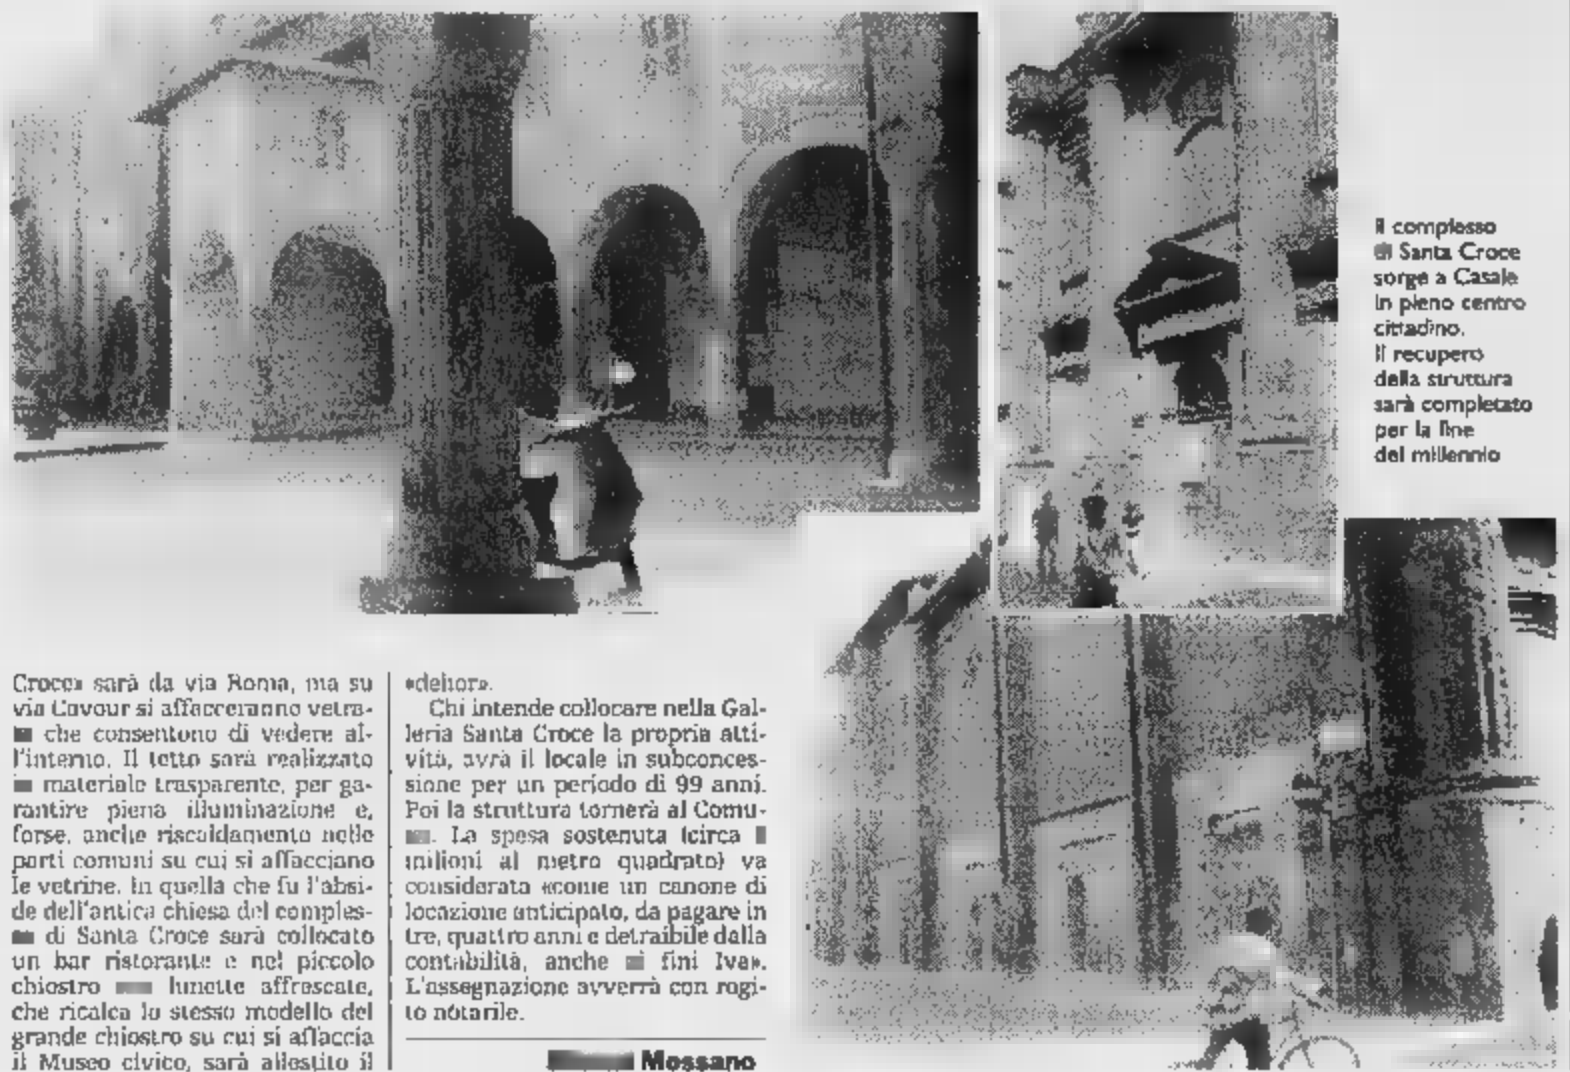 Croce» sarà da via Roma, ma su
via Cavour si affacceranno vetra-
che consentono di vedere al-
l'interno. Il tetto sarà realizzato
in materiale trasparente, per ga-
rantire piena illuminazione e,
forse, anche riscaldamento nelle
parti comuni su cui si affacciano
le vetrine. In quella che fu l'absi-
de dell'antica chiesa del comples-
di Santa Croce sarà collocato
un bar ristorante e nel piccolo
chiostro lunette affrescate,
che ricalca lo stesso modello del
grande chiostro su cui si affaccia
il Museo civico, sarà allestito il
«dehor».
Chi intende collocare nella Gal-
leria Santa Croce la propria atti-
vità, avrà il locale in subconces-
sione per un periodo di 99 anni.
Poi la struttura tornerà al Comu-
La spesa sostenuta (circa
milioni al metro quadrato) va
considerata «come un canone di
locazione anticipato, da pagare in
tre, quattro anni e detraibile dalla
contabilità, anche ai fini Iva».
L'assegnazione avverrà con rogi-
to notarile.
Mossano
Il complesso
di Santa Croce
sorge a Casale
in pieno centro
cittadino.
Il recupero
della struttura
sarà completato
per la fine
del millennio